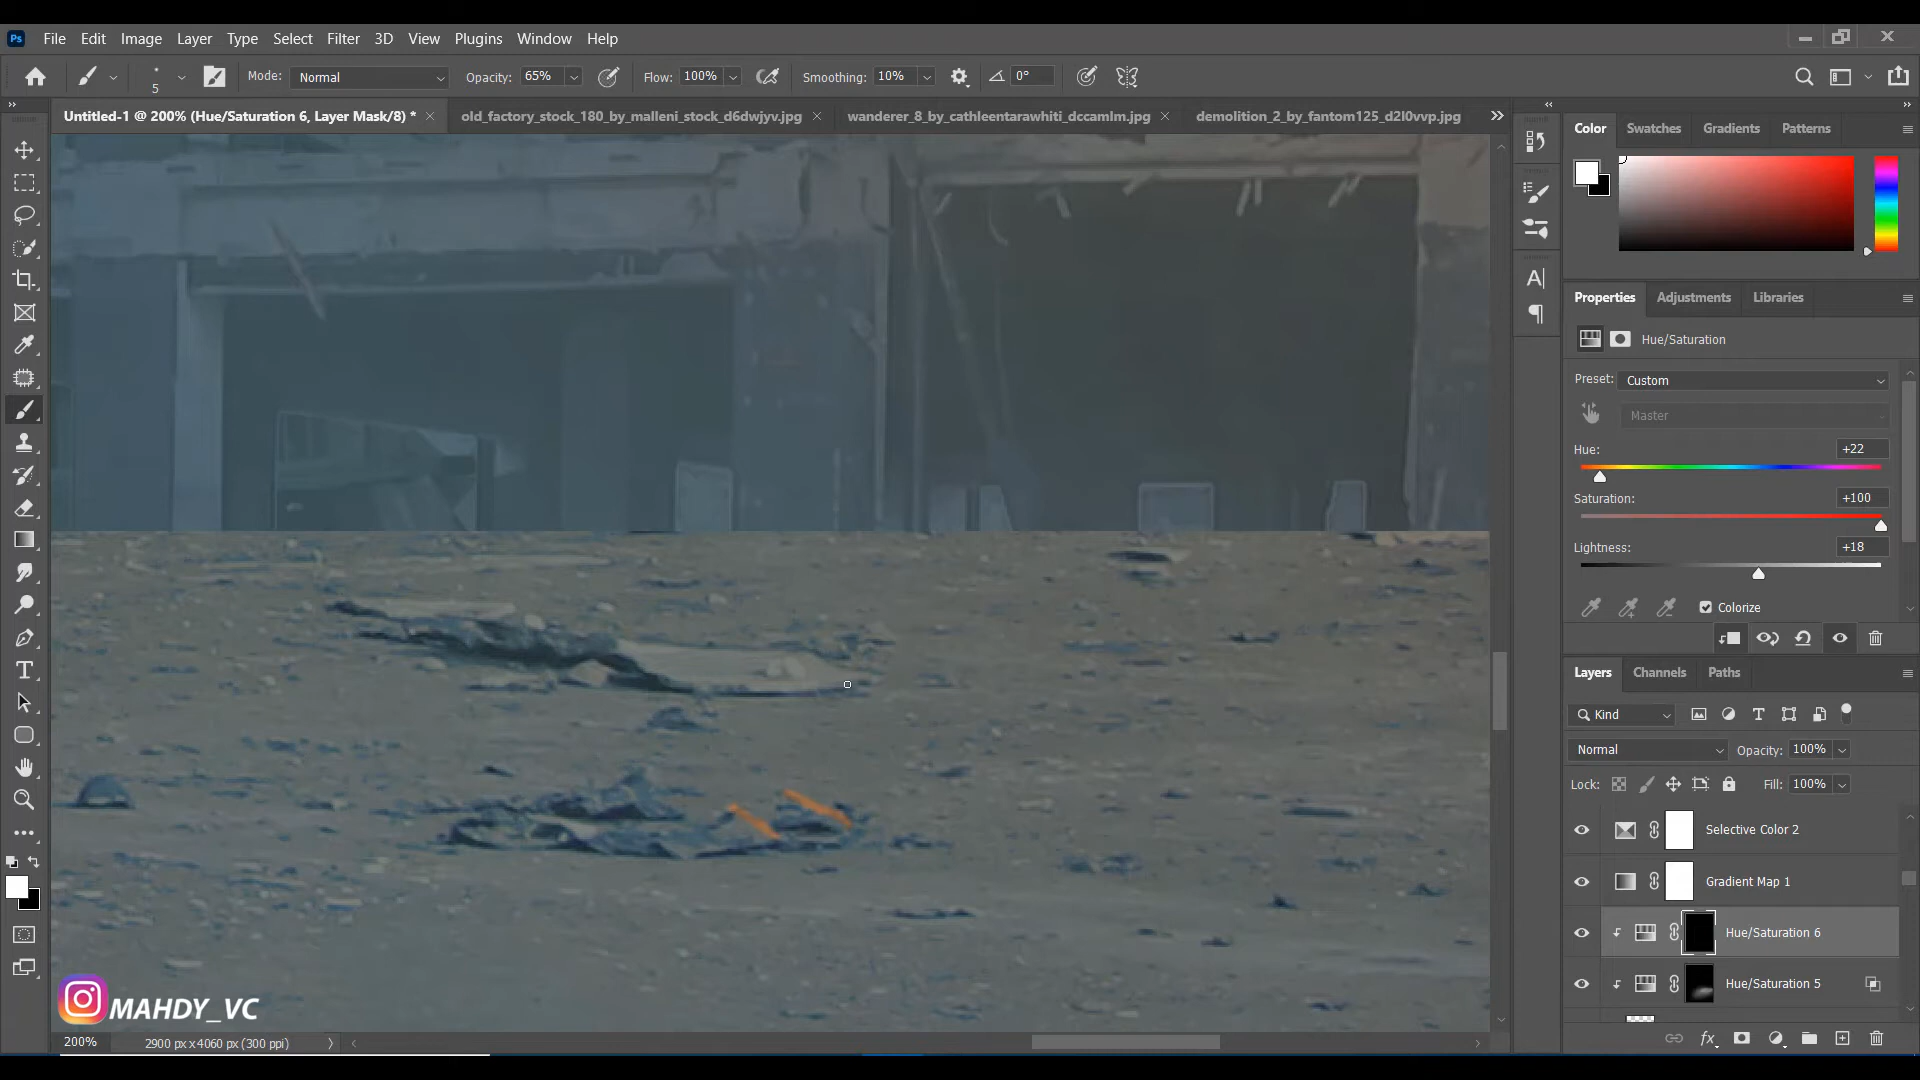 Ps File Edit Image Layer Type Select Filter 3D View Plugins Window Help
5 Mode: Normal Opacity: 65% Flow: 100% Smoothing: 10% 0°
Untitled-1 @ 200% (Hue/Saturation 6, Layer Mask/8) * old_factory_stock_180_by_malleni_stock_d6dwjyv.jpg wanderer_8_by_cathleentarawhiti_dccamlm.jpg demolition_2_by_fantom125_d2l0vvp.jpg
Color Swatches Gradients Patterns
Properties Adjustments Libraries
Hue/Saturation
Preset: Custom
Master
Hue: +22
Saturation: +100
Lightness: +18
Colorize
Layers Channels Paths
Kind
Normal Opacity: 100%
Lock: Fill: 100%
Selective Color 2
Gradient Map 1
Hue/Saturation 6
Hue/Saturation 5
MAHDY_VC
200% 2900 px x 4060 px (300 ppi)